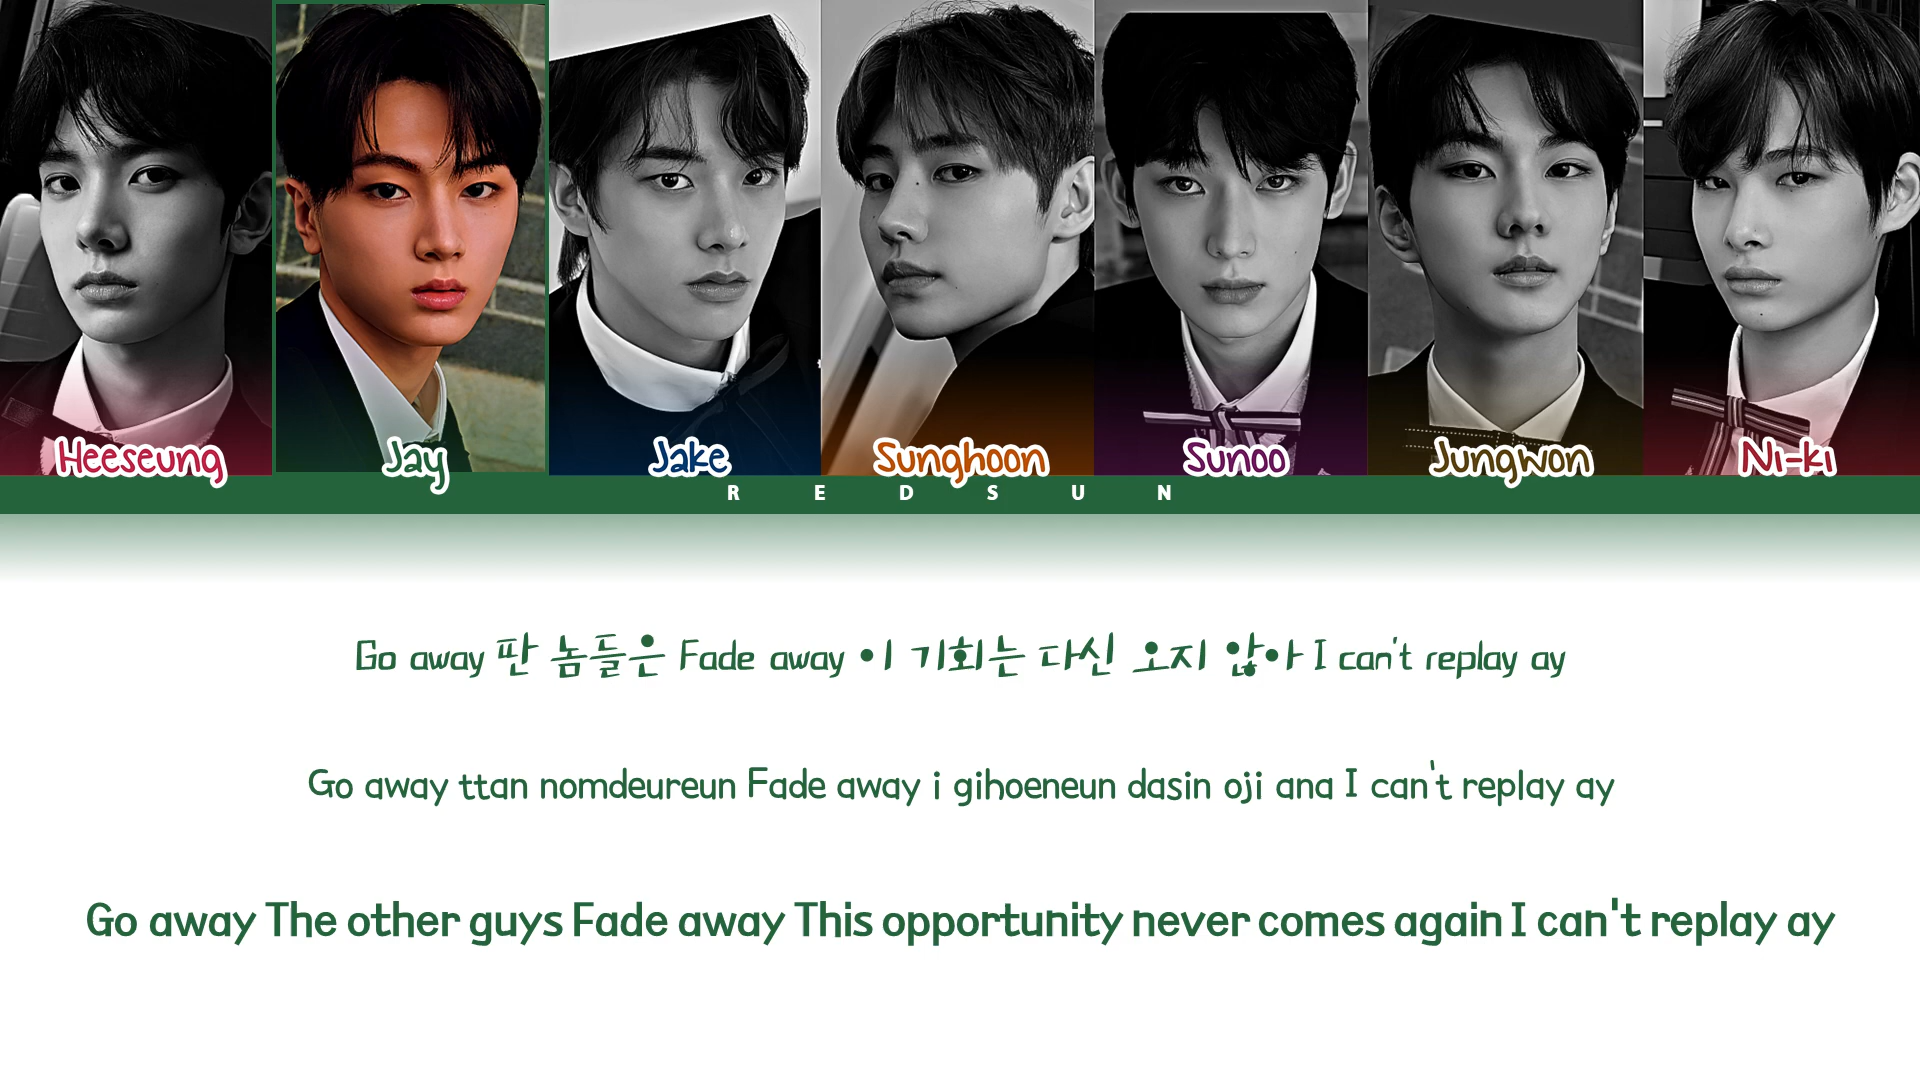 Heeseung Jay Jake Sunghoon Sunoo Jungwon Ni-ki
REDSUN
Go away 판 놈들은 Fade away 이 기회는 다신 오지 않아 I can't replay ay
Go away ttan nomdeureun Fade away i gihoeneun dasin oji ana I can't replay ay
Go away The other guys Fade away This opportunity never comes again I can't replay ay